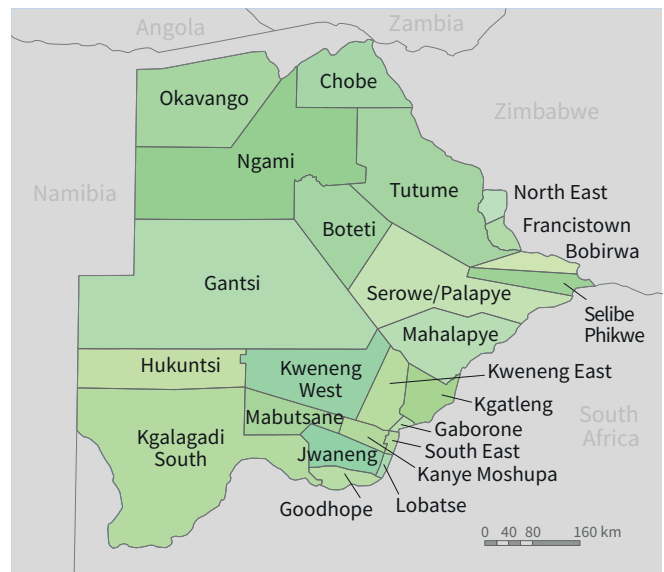 Angola
Zambia
Okavango
Chobe
Zimbabwe
Ngami
Namibia
Tutume
North East
Boteti
Francistown
Bobirwa
Gantsi
Serowe/Palapye
Selibe
Phikwe
Mahalapye
Hukuntsi
Kweneng
West
Kweneng East
Kgatleng
Mabutsane
South
Africa
Gaborone
Kgalagadi
South
South East
Jwaneng
Kanye Moshupa
Goodhope
Lobatse
0 40 80 160 km